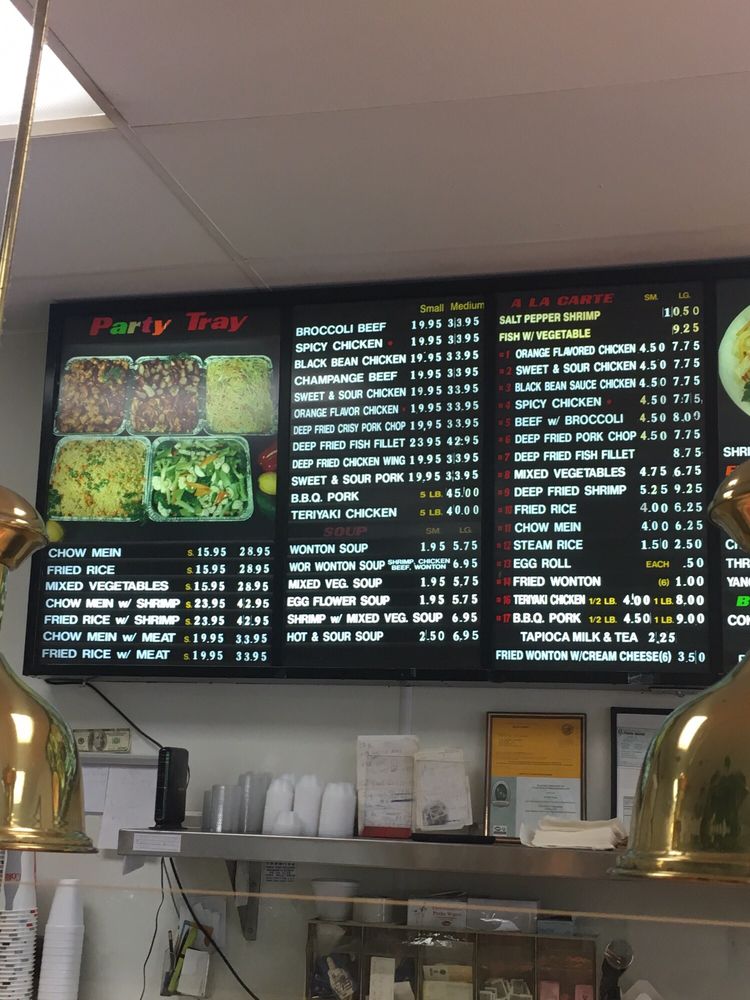 Party Tray
CHOW MEIN S. 15.95 28.95
FRIED RICE S. 15.95 28.95
MIXED VEGETABLES S. 15.95 28.95
CHOW MEIN w/ SHRIMP S. 23.95 42.95
FRIED RICE w/ SHRIMP S. 23.95 42.95
CHOW MEIN w/ MEAT S. 19.95 33.95
FRIED RICE w/ MEAT S. 19.95 33.95
Small Medium
BROCCOLI BEEF 19.95 33.95
SPICY CHICKEN 19.95 33.95
BLACK BEAN CHICKEN 19.95 33.95
CHAMPANGE BEEF 19.95 33.95
SWEET & SOUR CHICKEN 19.95 33.95
ORANGE FLAVOR CHICKEN 19.95 33.95
DEEP FRIED CRISY PORK CHOP 19.95 33.95
DEEP FRIED FISH FILLET 23.95 42.95
DEEP FRIED CHICKEN WING 19.95 33.95
SWEET & SOUR PORK 19.95 33.95
B.B.Q. PORK 5 LB. 45.00
TERIYAKI CHICKEN 5 LB. 40.00
SOUP SM. LG.
WONTON SOUP 1.95 5.75
WOR WONTON SOUP SHRIMP, CHICKEN BEEF, WONTON 6.95
MIXED VEG. SOUP 1.95 5.75
EGG FLOWER SOUP 1.95 5.75
SHRIMP w/ MIXED VEG. SOUP 6.95
HOT & SOUR SOUP 2.50 6.95
A LA CARTE SM. LG.
SALT PEPPER SHRIMP 10.50
FISH W/ VEGETABLE 9.25
#1 ORANGE FLAVORED CHICKEN 4.50 7.75
#2 SWEET & SOUR CHICKEN 4.50 7.75
#3 BLACK BEAN SAUCE CHICKEN 4.50 7.75
#4 SPICY CHICKEN 4.50 7.75
#5 BEEF w/ BROCCOLI 4.50 8.00
#6 DEEP FRIED PORK CHOP 4.50 7.75
#7 DEEP FRIED FISH FILLET 8.75
#8 MIXED VEGETABLES 4.75 6.75
#9 DEEP FRIED SHRIMP 5.25 9.25
#10 FRIED RICE 4.00 6.25
#11 CHOW MEIN 4.00 6.25
#12 STEAM RICE 1.50 2.50
#13 EGG ROLL EACH .50
#14 FRIED WONTON (6) 1.00
#16 TERIYAKI CHICKEN 1/2 LB. 4.00 1 LB. 8.00
#17 B.B.Q. PORK 1/2 LB. 4.50 1 LB. 9.00
TAPIOCA MILK & TEA 2.25
FRIED WONTON W/CREAM CHEESE(6) 3.50
SHRI
THR
YANG
CON